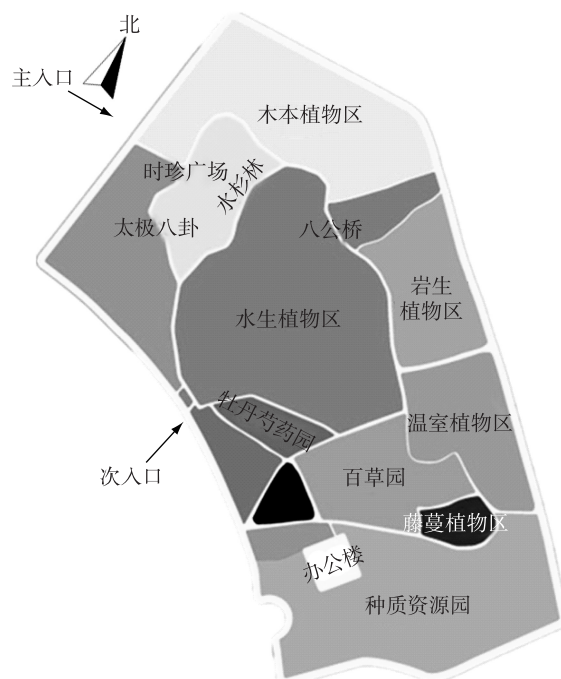 北
主入口
木本植物区
时珍广场
水杉林
太极八卦
八公桥
岩生
植物区
水生植物区
牡丹芍药园
温室植物区
次入口
百草园
藤蔓植物区
办公楼
种质资源园